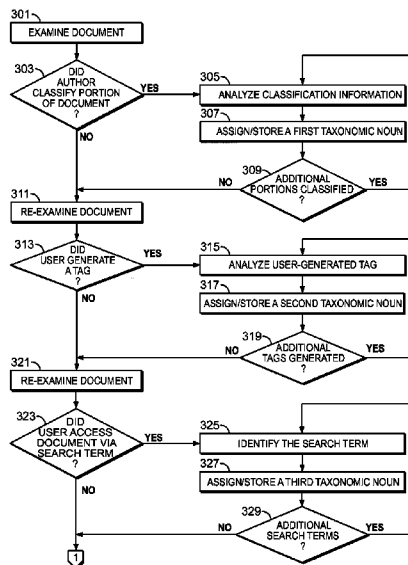 301
EXAMINE DOCUMENT
303
DID
AUTHOR
CLASSIFY PORTION
OF DOCUMENT
?
YES
NO
305
ANALYZE CLASSIFICATION INFORMATION
307
ASSIGN/STORE A FIRST TAXONOMIC NOUN
309
ADDITIONAL
PORTIONS CLASSIFIED
?
NO
YES
311
RE-EXAMINE DOCUMENT
313
DID
USER GENERATE
A TAG
?
YES
NO
315
ANALYZE USER-GENERATED TAG
317
ASSIGN/STORE A SECOND TAXONOMIC NOUN
319
ADDITIONAL
TAGS GENERATED
?
NO
YES
321
RE-EXAMINE DOCUMENT
323
DID
USER ACCESS
DOCUMENT VIA
SEARCH TERM
?
YES
NO
325
IDENTIFY THE SEARCH TERM
327
ASSIGN/STORE A THIRD TAXONOMIC NOUN
329
ADDITIONAL
SEARCH TERMS
?
NO
YES
1